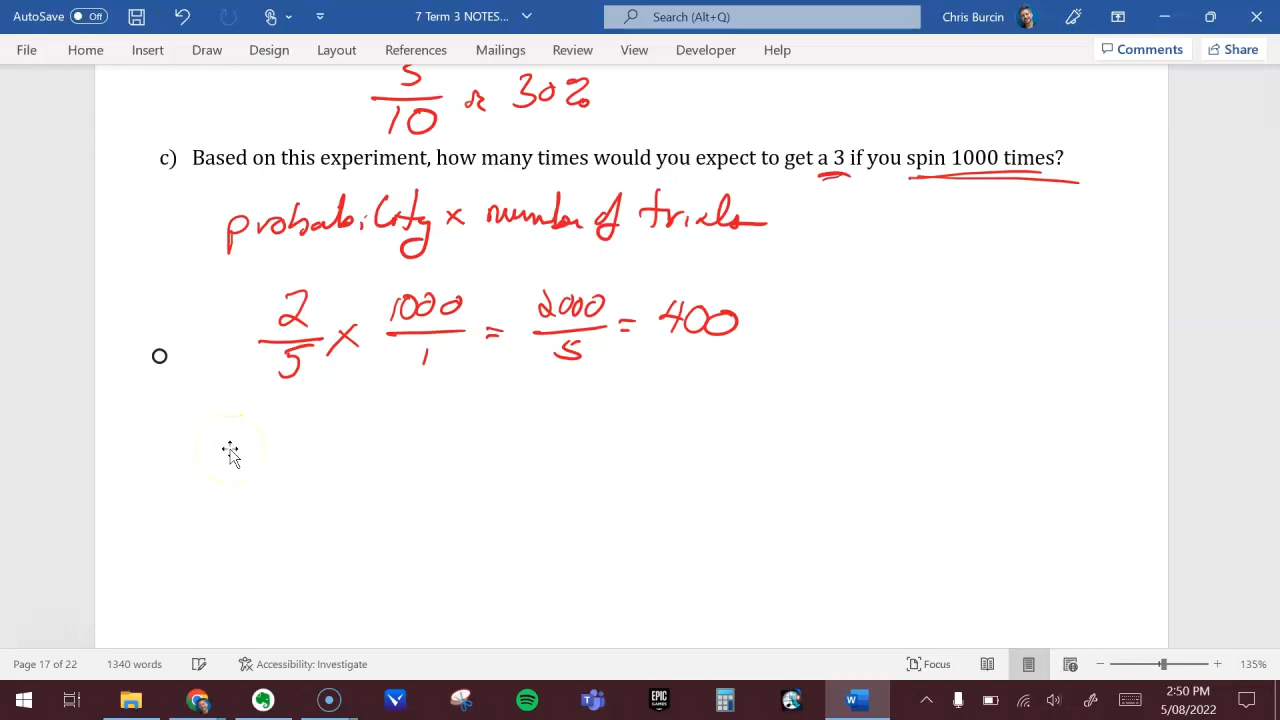 AutoSave Off 7 Term 3 NOTES... Search (Alt+Q) Chris Burcin
File Home Insert Draw Design Layout References Mailings Review View Developer Help Comments Share
3/10 or 30%
c) Based on this experiment, how many times would you expect to get a 3 if you spin 1000 times?
probability x number of trials
2/5 x 1000/1 = 2000/5 = 400
Page 17 of 22 1340 words Accessibility: Investigate Focus 135%
EPIC GAMES
2:50 PM
5/08/2022